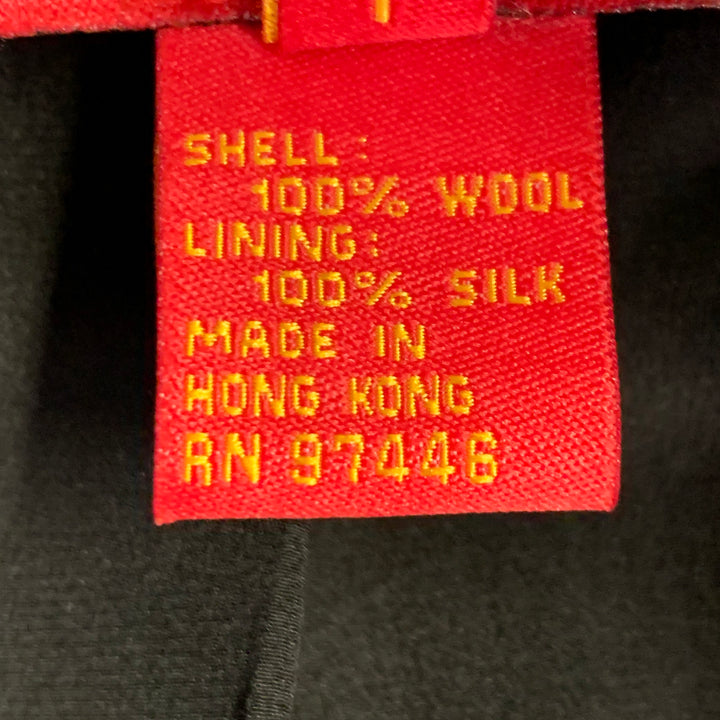 SHELL:
100% WOOL
LINING:
100% SILK
MADE IN
HONG KONG
RN 97446